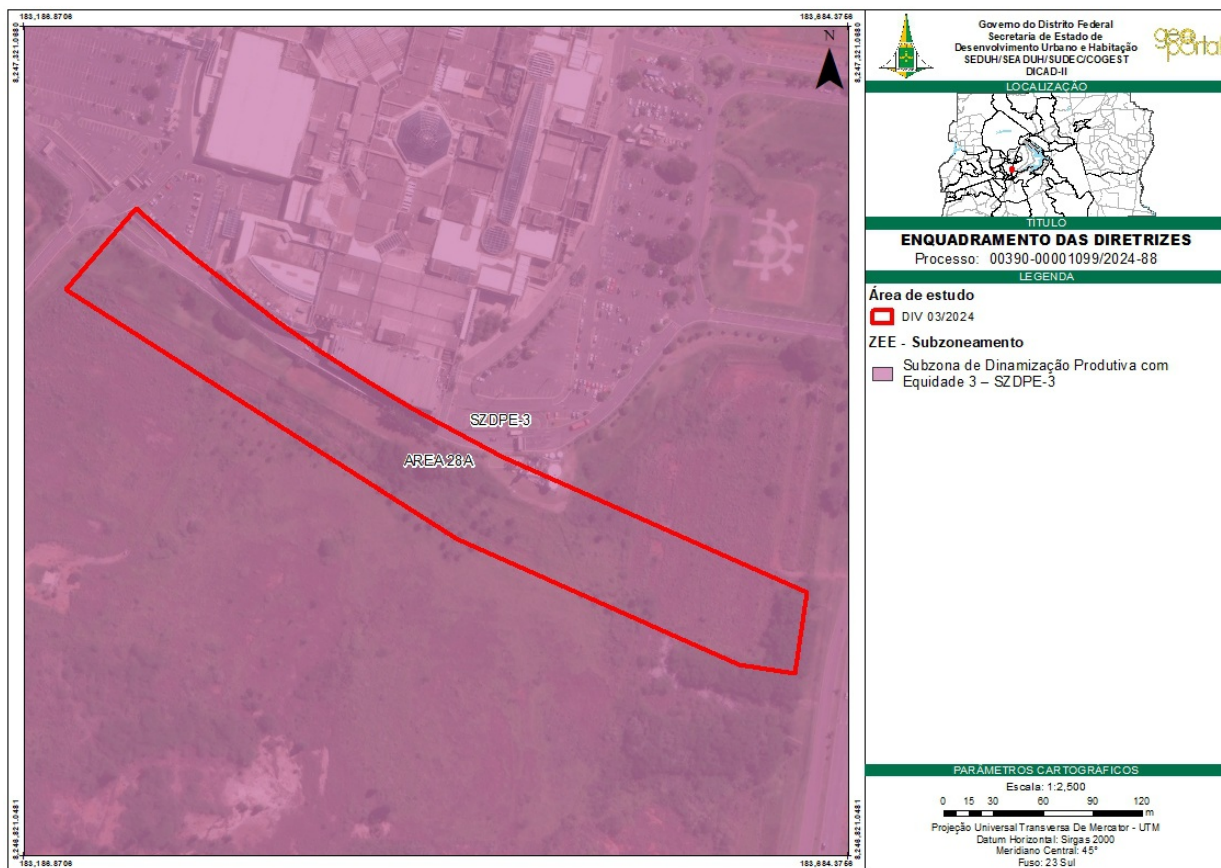 183,186.8706
183,684.3756
8,247,321.0680
8,247,321.0680
N
SZDPE-3
AREA 28A
8,246,821.0481
8,246,821.0481
183,186.8706
183,684.3756
Governo do Distrito Federal
Secretaria de Estado de
Desenvolvimento Urbano e Habitação
SEDUH/SEADUH/SUDEC/COGEST
DICAD-II
geo
portal
LOCALIZAÇÃO
TÍTULO
ENQUADRAMENTO DAS DIRETRIZES
Processo: 00390-00001099/2024-88
LEGENDA
Área de estudo
DIV 03/2024
ZEE - Subzoneamento
Subzona de Dinamização Produtiva com
Equidade 3 – SZDPE-3
PARÂMETROS CARTOGRÁFICOS
Escala: 1:2,500
0 15 30 60 90 120
m
Projeção Universal Transversa De Mercator - UTM
Datum Horizontal: Sirgas 2000
Meridiano Central: 45°
Fuso: 23 Sul